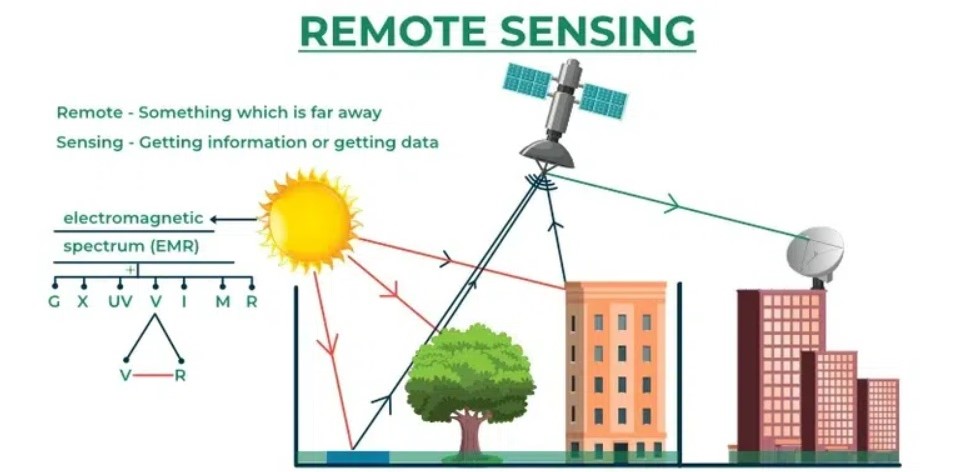 REMOTE SENSING
Remote - Something which is far away
Sensing - Getting information or getting data
electromagnetic
spectrum (EMR)
G X UV V I M R
V R